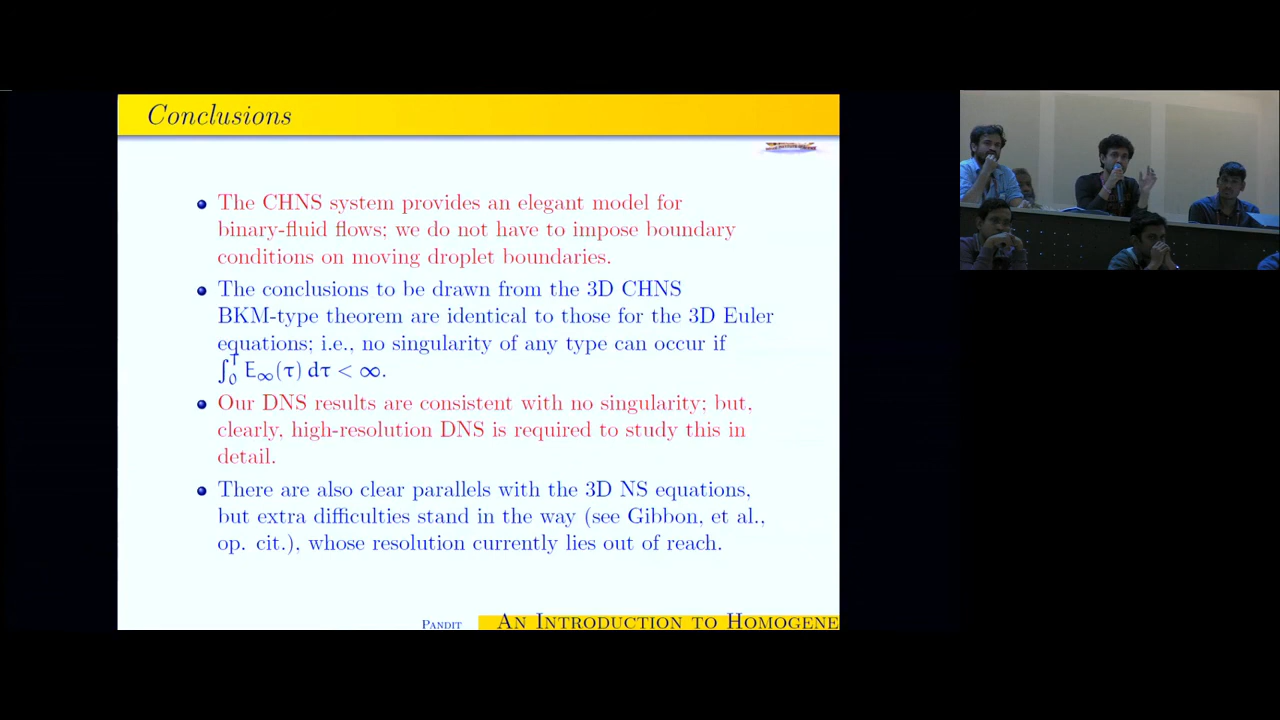 Conclusions
The CHNS system provides an elegant model for
binary-fluid flows; we do not have to impose boundary
conditions on moving droplet boundaries.
The conclusions to be drawn from the 3D CHNS
BKM-type theorem are identical to those for the 3D Euler
equations; i.e., no singularity of any type can occur if
∫₀ᵀ E∞(τ) dτ < ∞.
Our DNS results are consistent with no singularity; but,
clearly, high-resolution DNS is required to study this in
detail.
There are also clear parallels with the 3D NS equations,
but extra difficulties stand in the way (see Gibbon, et al.,
op. cit.), whose resolution currently lies out of reach.
Pandit An Introduction to Homogene